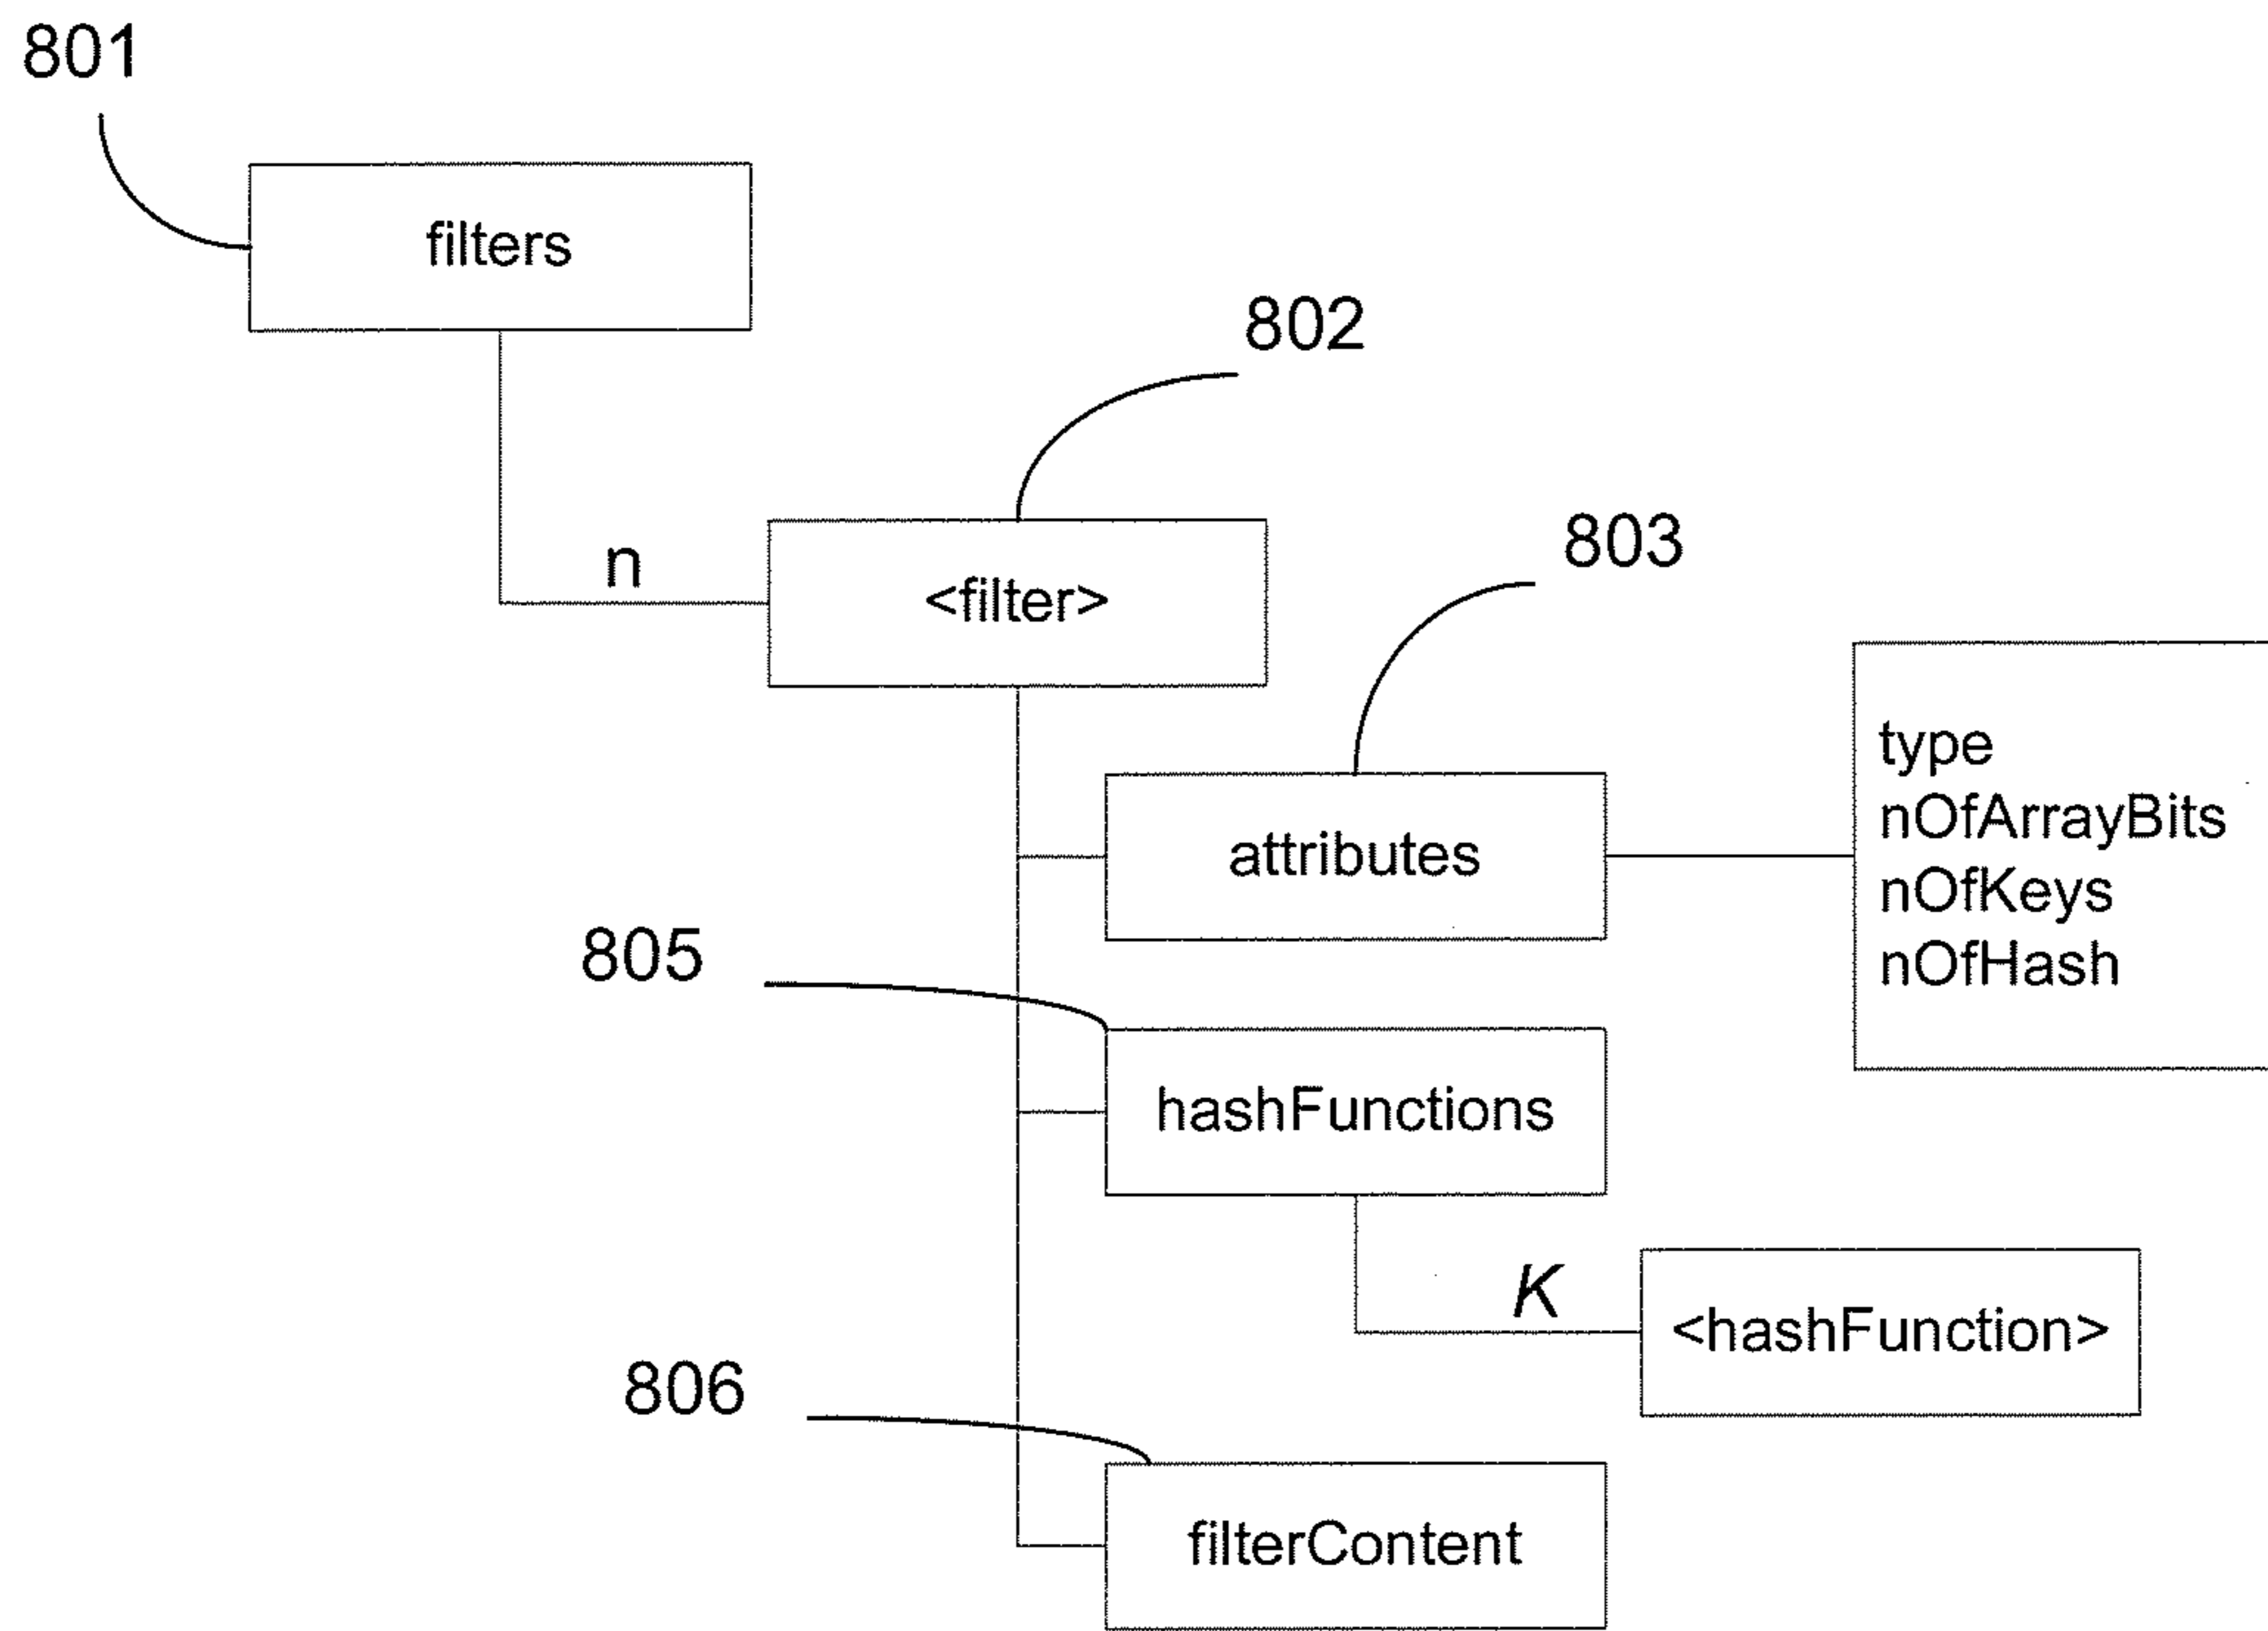 801
filters
802
n
<filter>
803
type
nOfArrayBits
nOfKeys
nOfHash
attributes
805
hashFunctions
K
<hashFunction>
806
filterContent